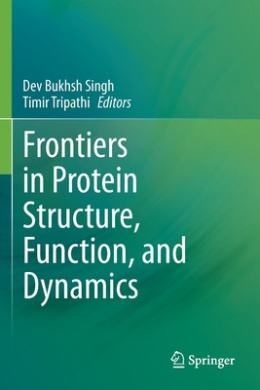 Dev Bukhsh Singh
Timir Tripathi Editors
Frontiers
in Protein
Structure,
Function, and
Dynamics
Springer